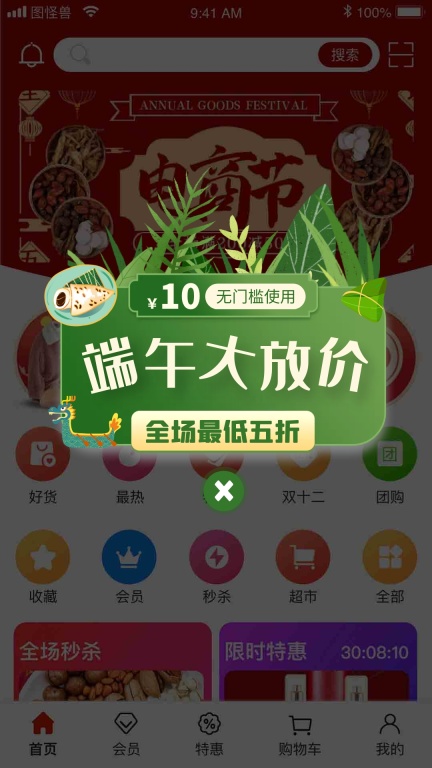 图怪兽
9:41 AM
100%
搜索
ANNUAL GOODS FESTIVAL
电商节
¥10 无门槛使用
端午大放价
全场最低五折
好货
最热
双十二
团购
收藏
会员
秒杀
超市
全部
全场秒杀
限时特惠
30:08:10
首页
会员
特惠
购物车
我的